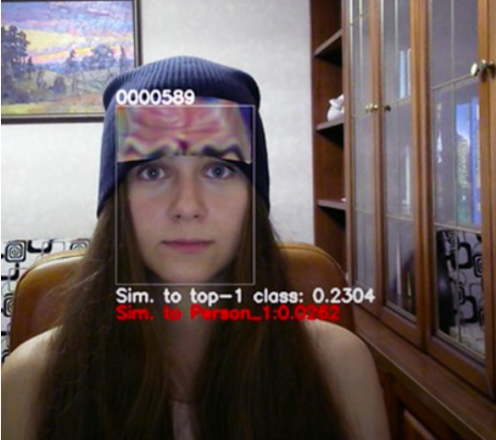 0000589
Sim. to top-1 class: 0.2304
Sim. to Person_1:0.0262